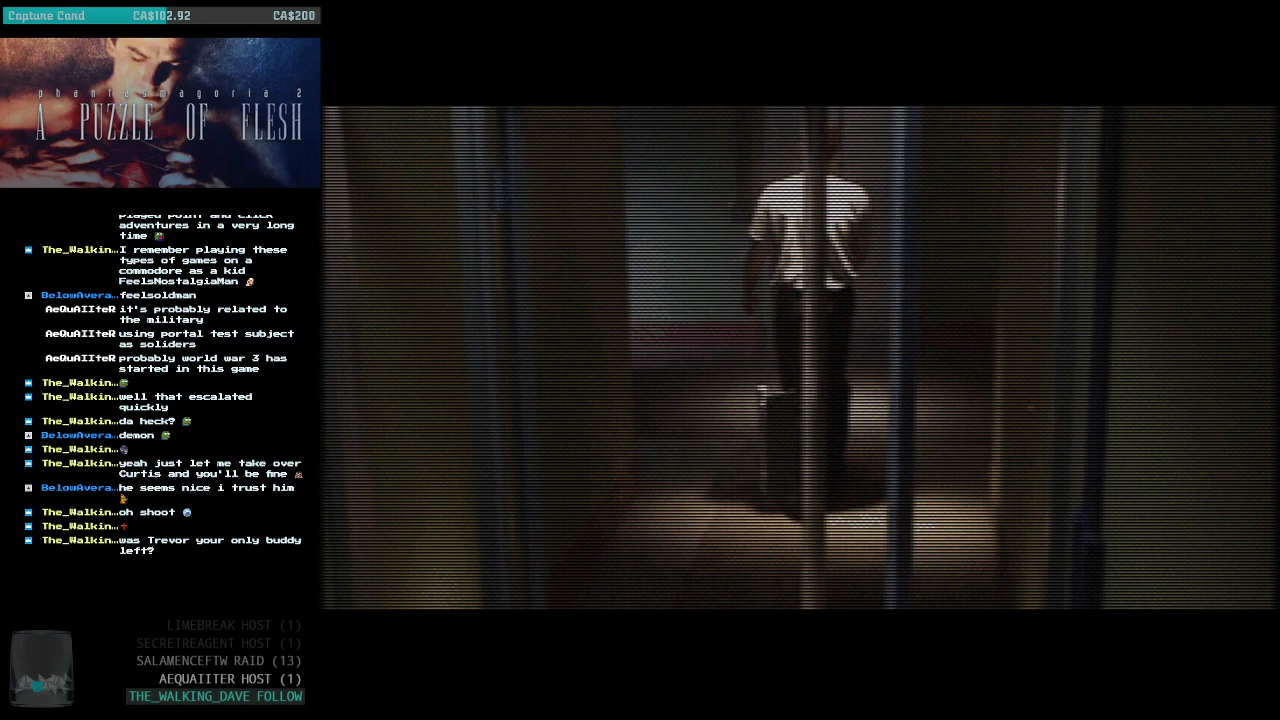 Capture Card CA$102.92 CA$200
phantasmagoria 2
A PUZZLE OF FLESH
played point and click
adventures in a very long
time
The_Walkin… I remember playing these
types of games on a
commodore as a kid
FeelsNostalgiaMan
BelowAvera… feelsoldman
AeQuAIIteR it's probably related to
the military
AeQuAIIteR using portal test subject
as soliders
AeQuAIIteR probably world war 3 has
started in this game
The_Walkin…
The_Walkin… well that escalated
quickly
The_Walkin… da heck?
BelowAvera… demon
The_Walkin…
The_Walkin… yeah just let me take over
Curtis and you'll be fine
BelowAvera… he seems nice i trust him
The_Walkin… oh shoot
The_Walkin…
The_Walkin… was Trevor your only buddy
left?
LIMEBREAK HOST (1)
SECRETREAGENT HOST (1)
SALAMENCEFTW RAID (13)
AEQUAIITER HOST (1)
THE_WALKING_DAVE FOLLOW